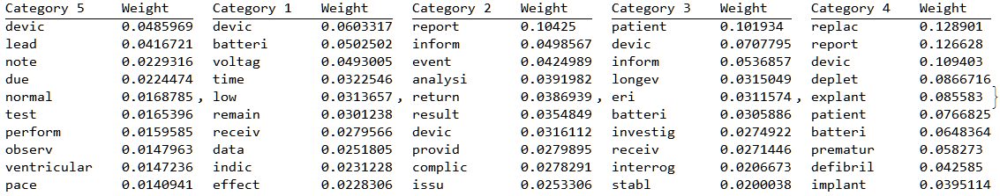 Category 5 Weight Category 1 Weight Category 2 Weight Category 3 Weight Category 4 Weight
devic 0.0485969 devic 0.0603317 report 0.10425 patient 0.101934 replac 0.128901
lead 0.0416721 batteri 0.0502502 inform 0.0498567 devic 0.0707795 report 0.126628
note 0.0229316 voltag 0.0493005 event 0.0424989 inform 0.0536857 devic 0.109403
due 0.0224474 time 0.0322546 analysi 0.0391982 longev 0.0315049 deplet 0.0866716
normal 0.0168785 , low 0.0313657 , return 0.0386939 , eri 0.0311574 , explant 0.085583 }
test 0.0165396 remain 0.0301238 result 0.0354849 batteri 0.0305886 patient 0.0766825
perform 0.0159585 receiv 0.0279566 devic 0.0316112 investig 0.0274922 batteri 0.0648364
observ 0.0147963 data 0.0251805 provid 0.0279895 receiv 0.0271446 prematur 0.058273
ventricular 0.0147236 indic 0.0231228 complic 0.0278291 interrog 0.0206673 defibril 0.042585
pace 0.0140941 effect 0.0228306 issu 0.0253306 stabl 0.0200038 implant 0.0395114